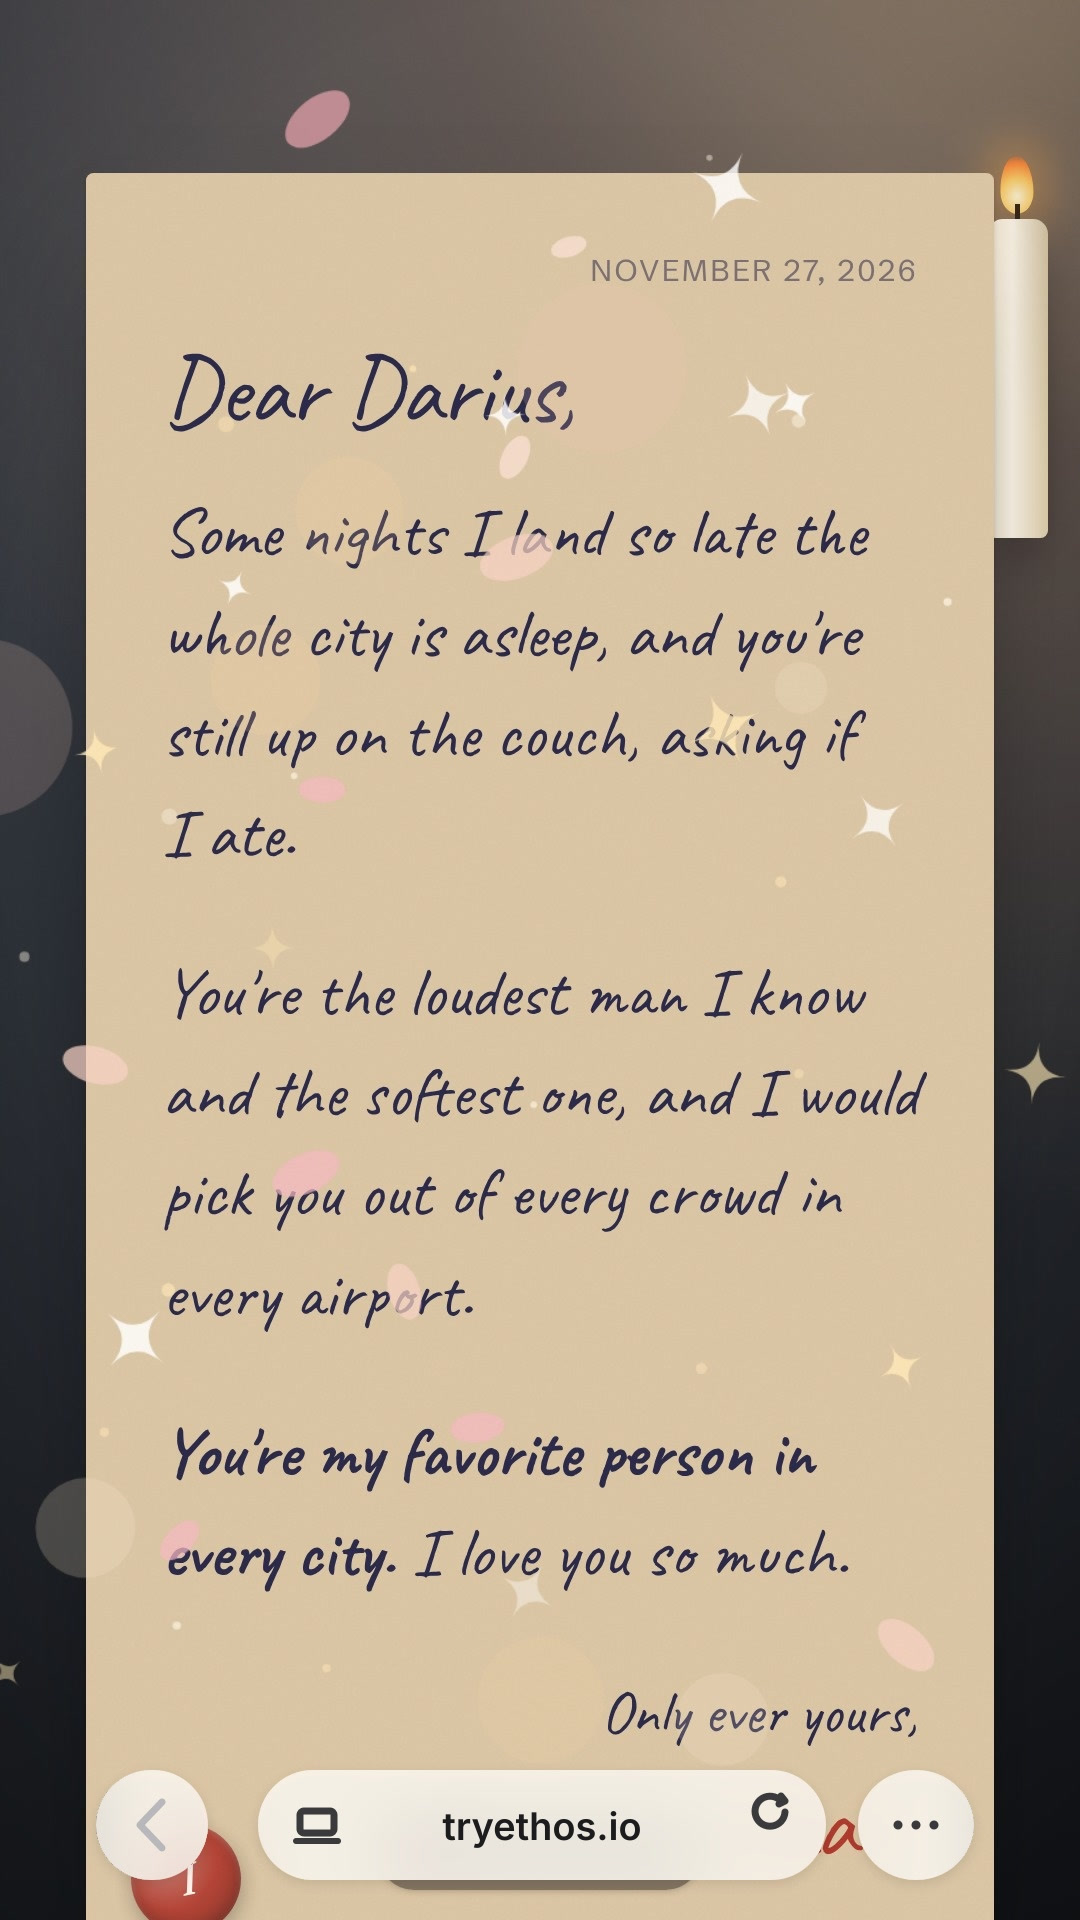 NOVEMBER 27, 2026
Dear Darius,
Some nights I land so late the
whole city is asleep, and you're
still up on the couch, asking if
I ate.
You're the loudest man I know
and the softest one, and I would
pick you out of every crowd in
every airport.
You're my favorite person in
every city. I love you so much.
Only ever yours,
tryethos.io